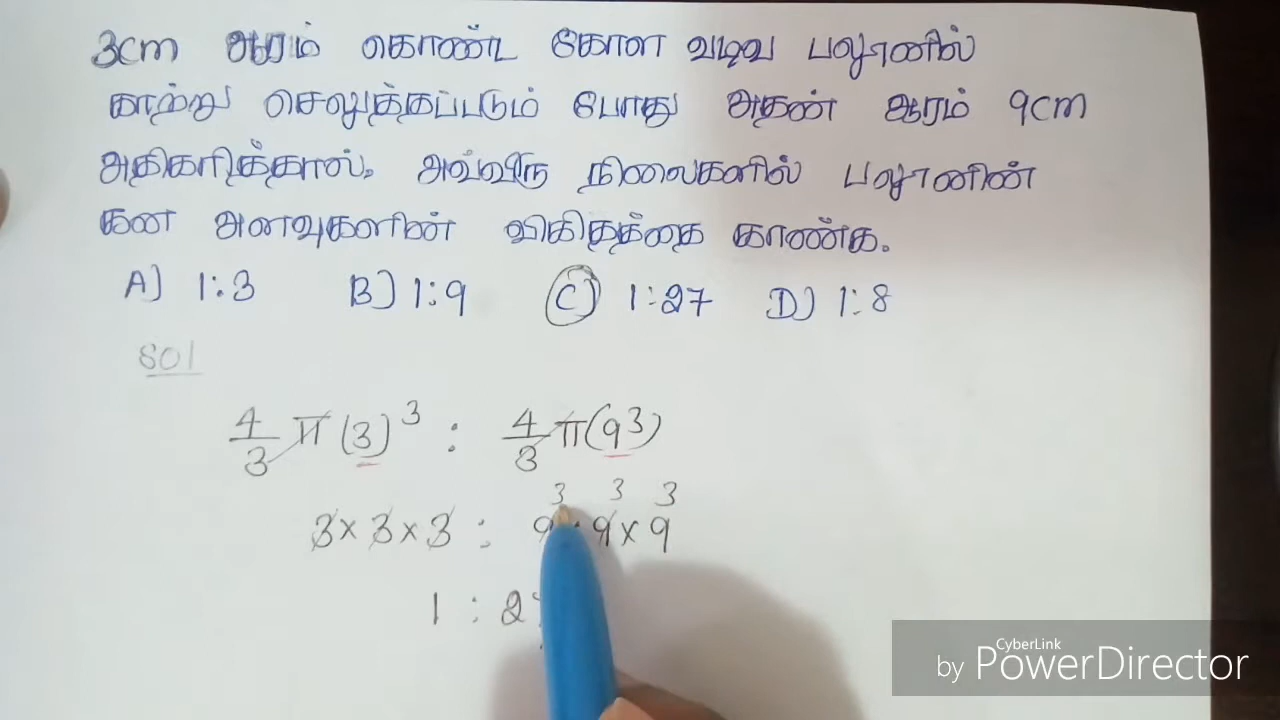 3cm ஆரம் கொண்ட கோள வடிவ பலூனில்
காற்று செலுத்தப்படும் போது அதன் ஆரம் 9cm
அதிகரித்தால். அவ்விரு நிலைகளில் பலூனின்
கன அளவுகளின் விகிதத்தை காண்க.
A) 1:3 B) 1:9 C) 1:27 D) 1:8
Sol
4/3 π (3)³ : 4/3 π(9³)
3 3 3
3×3×3 : 9 9×9
1 : 2
CyberLink
by PowerDirector